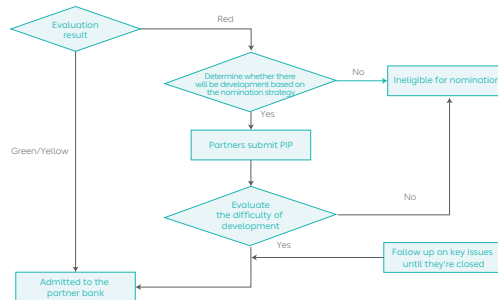 Evaluation
result
Red
Determine whether there
will be development based on
the nomination strategy
No
Ineligible for nomination
Yes
Partners submit PIP
Green/Yellow
Evaluate
the difficulty of
development
No
Yes
Follow up on key issues
until they're closed
Admitted to the
partner bank